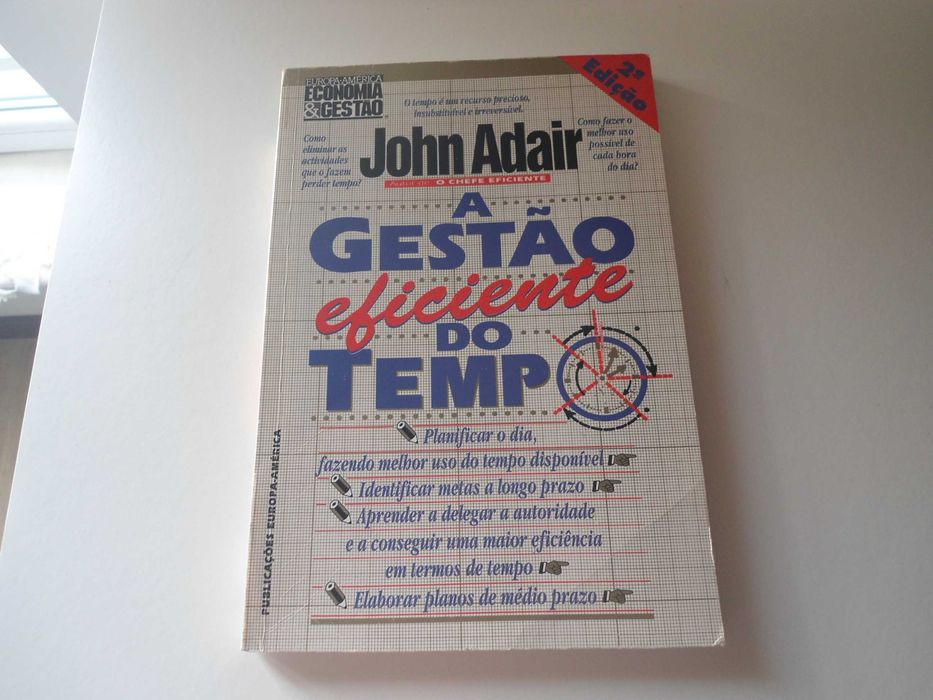 EUROPA-AMÉRICA
ECONOMIA
&GESTÃO
2ª
Edição
O tempo é um recurso precioso,
insubstituível e irreversível.
Como
eliminar as
actividades
que o fazem
perder tempo?
John Adair
Como fazer o
melhor uso
possível de
cada hora
do dia?
Autor de O CHEFE EFICIENTE
A
GESTÃO
eficiente
DO
TEMPO
Planificar o dia,
fazendo melhor uso do tempo disponível
Identificar metas a longo prazo
Aprender a delegar a autoridade
e a conseguir uma maior eficiência
em termos de tempo
Elaborar planos de médio prazo
PUBLICAÇÕES EUROPA-AMÉRICA